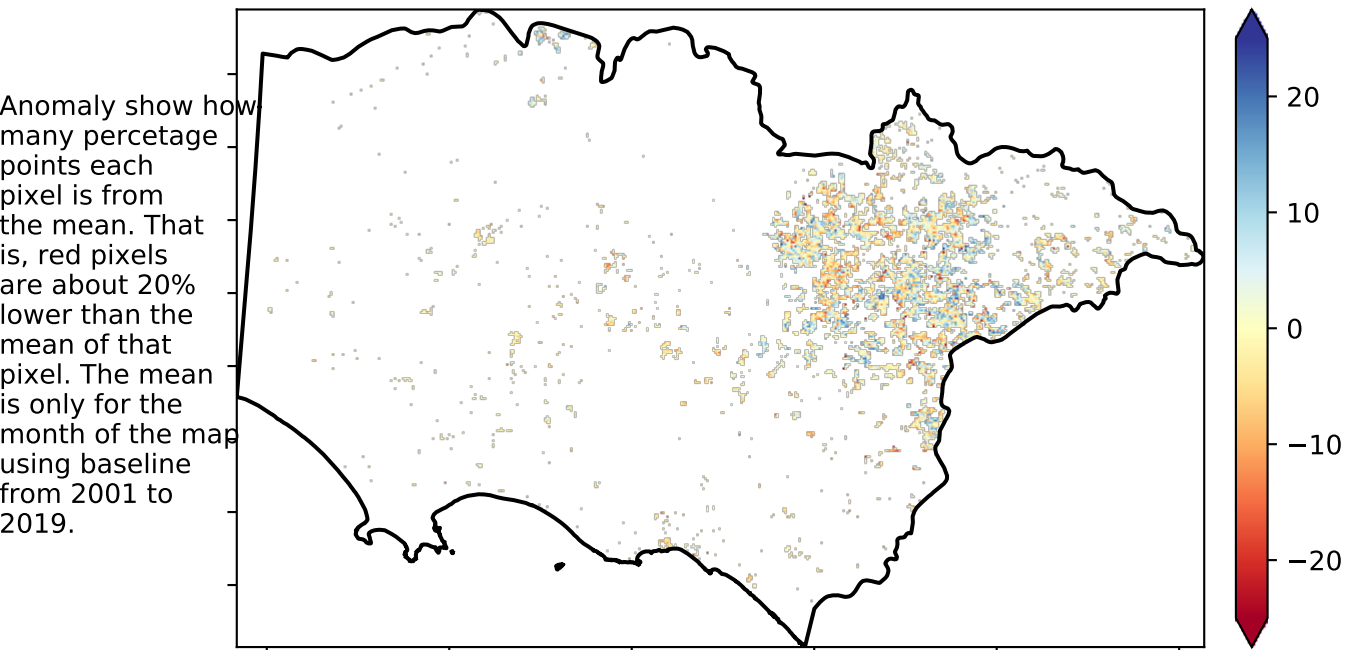 Anomaly show how
many percetage
points each
pixel is from
the mean. That
is, red pixels
are about 20%
lower than the
mean of that
pixel. The mean
is only for the
month of the map
using baseline
from 2001 to
2019.
20
10
0
−10
−20